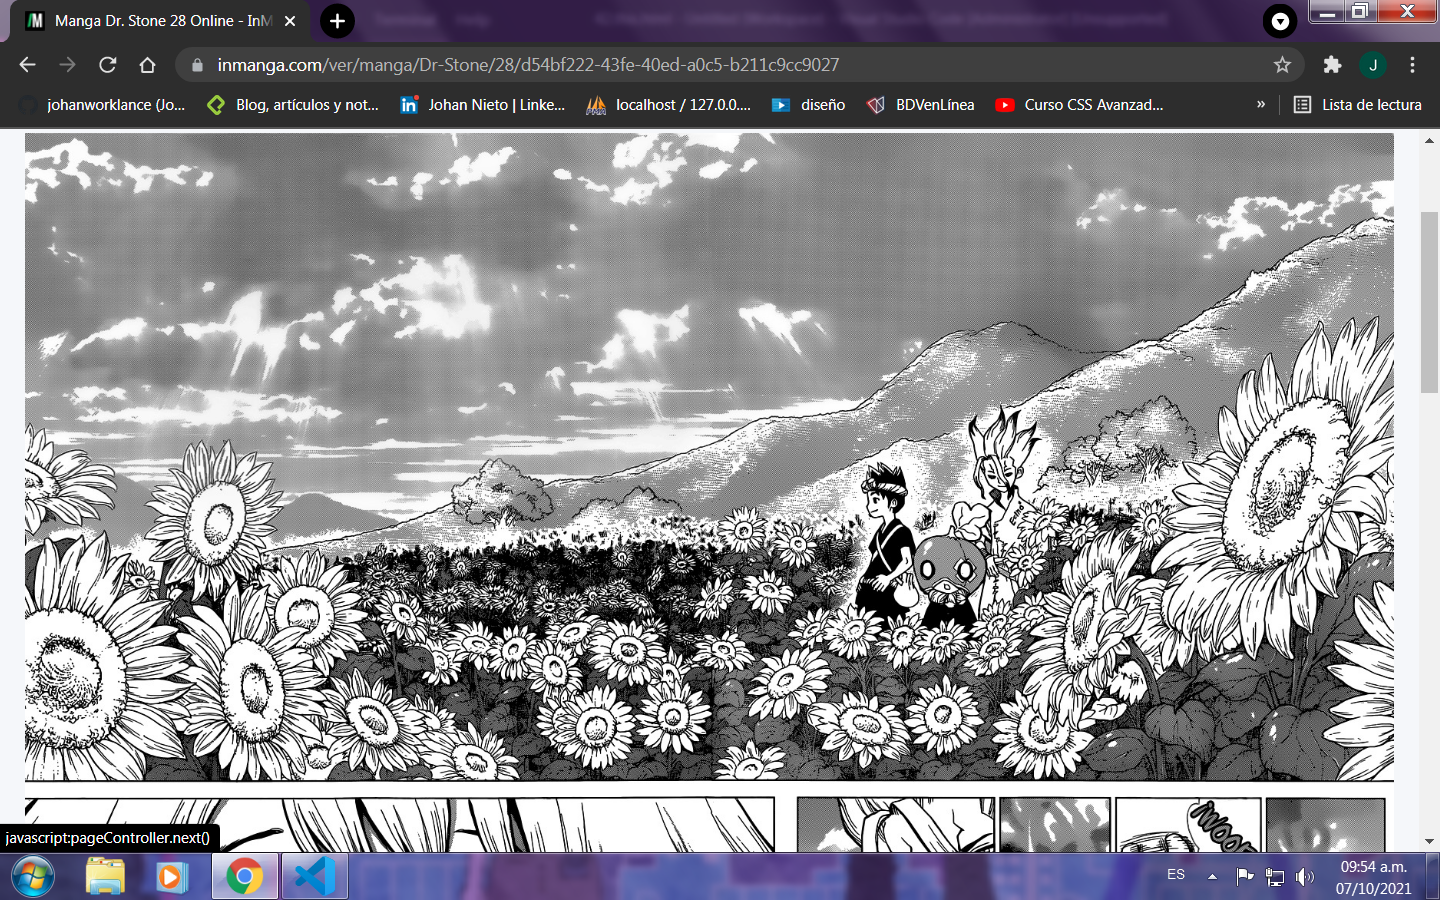 Manga Dr. Stone 28 Online - InM
inmanga.com/ver/manga/Dr-Stone/28/d54bf222-43fe-40ed-a0c5-b211c9cc9027
J
johanworklance (Jo...
Blog, artículos y not...
Johan Nieto | Linke...
localhost / 127.0.0....
diseño
BDVenLínea
Curso CSS Avanzad...
»
Lista de lectura
javascript:pageController.next()
ES
09:54 a.m.
07/10/2021